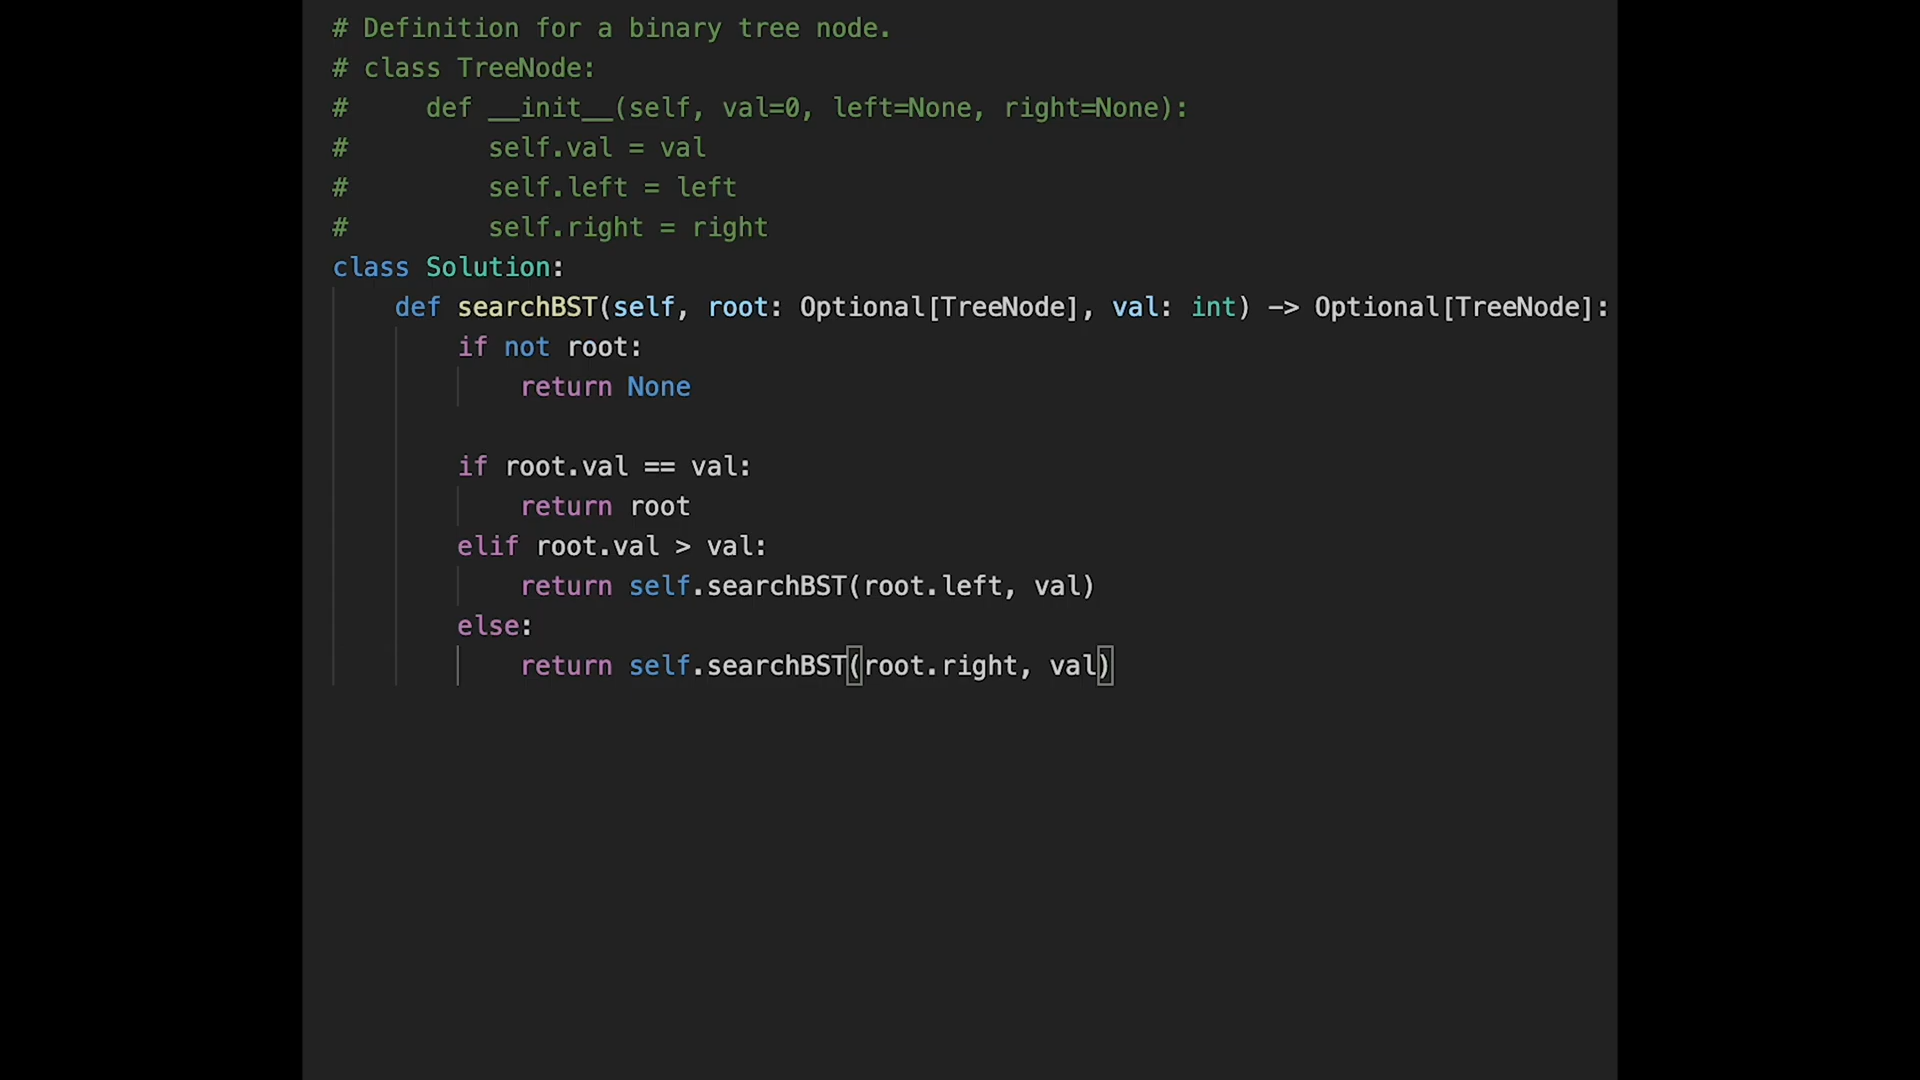 # Definition for a binary tree node.
# class TreeNode:
#     def __init__(self, val=0, left=None, right=None):
#         self.val = val
#         self.left = left
#         self.right = right
class Solution:
    def searchBST(self, root: Optional[TreeNode], val: int) -> Optional[TreeNode]:
        if not root:
            return None

        if root.val == val:
            return root
        elif root.val > val:
            return self.searchBST(root.left, val)
        else:
            return self.searchBST(root.right, val)